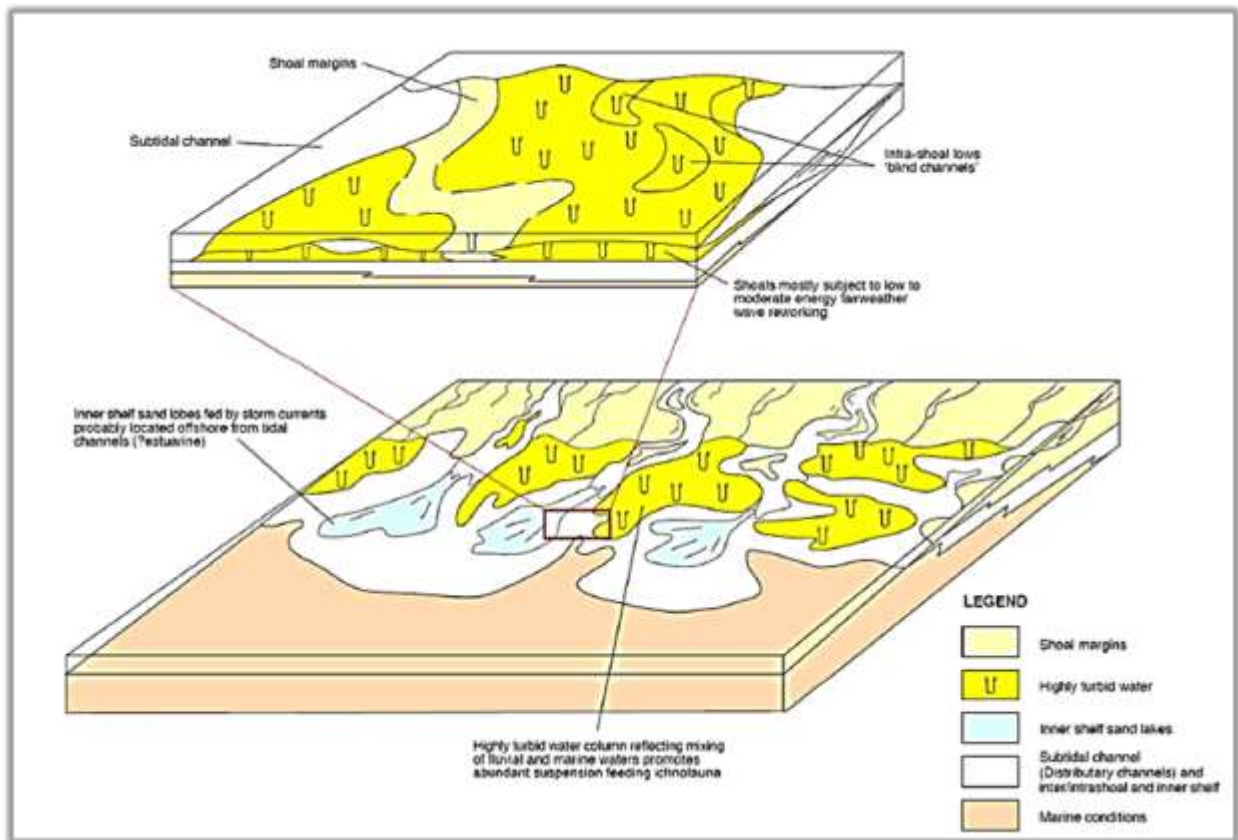 Shoal margins
Subtidal channel
Intra-shoal lows
'blind channels'
Shoals mostly subject to low to
moderate energy fairweather
wave reworking
Inner shelf sand lobes fed by storm currents
probably located offshore from tidal
channels (?estuarine)
Highly turbid water column reflecting mixing
of fluvial and marine waters promotes
abundant suspension feeding ichnofauna
LEGEND
Shoal margins
Highly turbid water
Inner shelf sand lakes
Subtidal channel
(Distributary channels) and
inter/intrashoal and inner shelf
Marine conditions